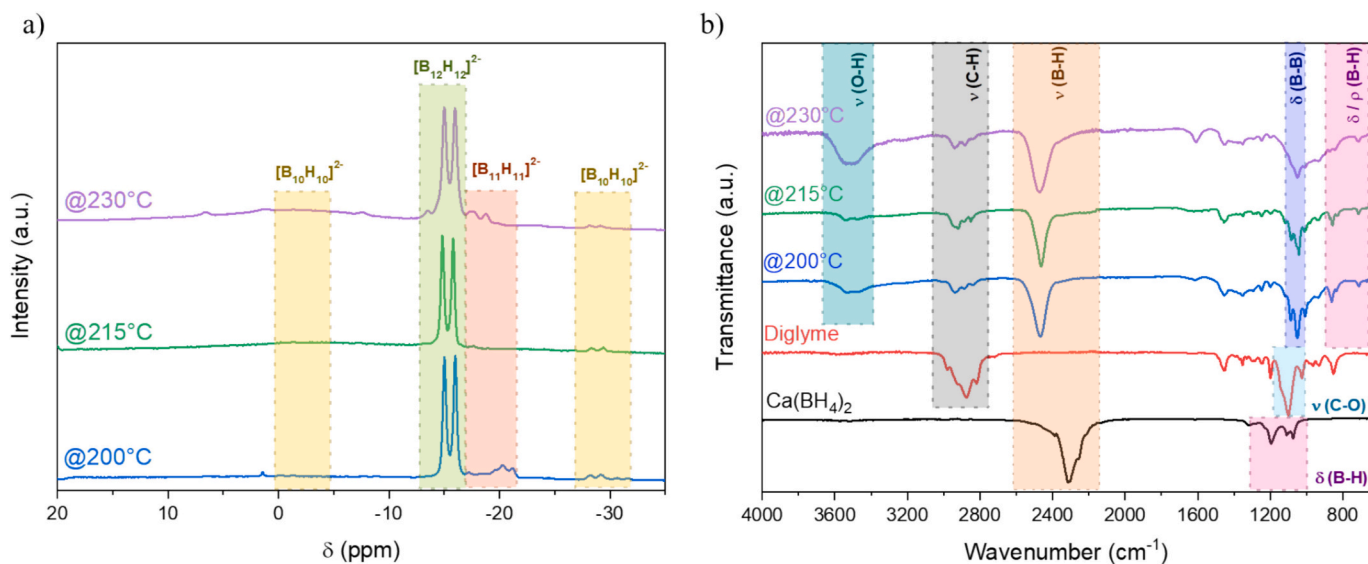 a)
[B₁₂H₁₂]²⁻
[B₁₀H₁₀]²⁻
[B₁₁H₁₁]²⁻
[B₁₀H₁₀]²⁻
@230°C
@215°C
@200°C
Intensity (a.u.)
20 10 0 -10 -20 -30
δ (ppm)
b)
ν (O-H)
ν (C-H)
ν (B-H)
δ (B-B)
δ / ρ (B-H)
@230°C
@215°C
@200°C
Diglyme
Ca(BH₄)₂
ν (C-O)
δ (B-H)
Transmittance (a.u.)
4000 3600 3200 2800 2400 2000 1600 1200 800
Wavenumber (cm⁻¹)